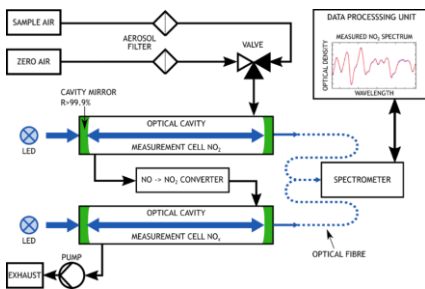 SAMPLE AIR
AEROSOL
FILTER
ZERO AIR
VALVE
DATA PROCESSSING UNIT
MEASURED NO2 SPECTRUM
OPTICAL DENSITY
WAVELENGTH
CAVITY MIRROR
R>99.9%
OPTICAL CAVITY
MEASUREMENT CELL NO2
LED
NO -> NO2 CONVERTER
SPECTROMETER
OPTICAL CAVITY
MEASUREMENT CELL NOx
LED
OPTICAL FIBRE
PUMP
EXHAUST